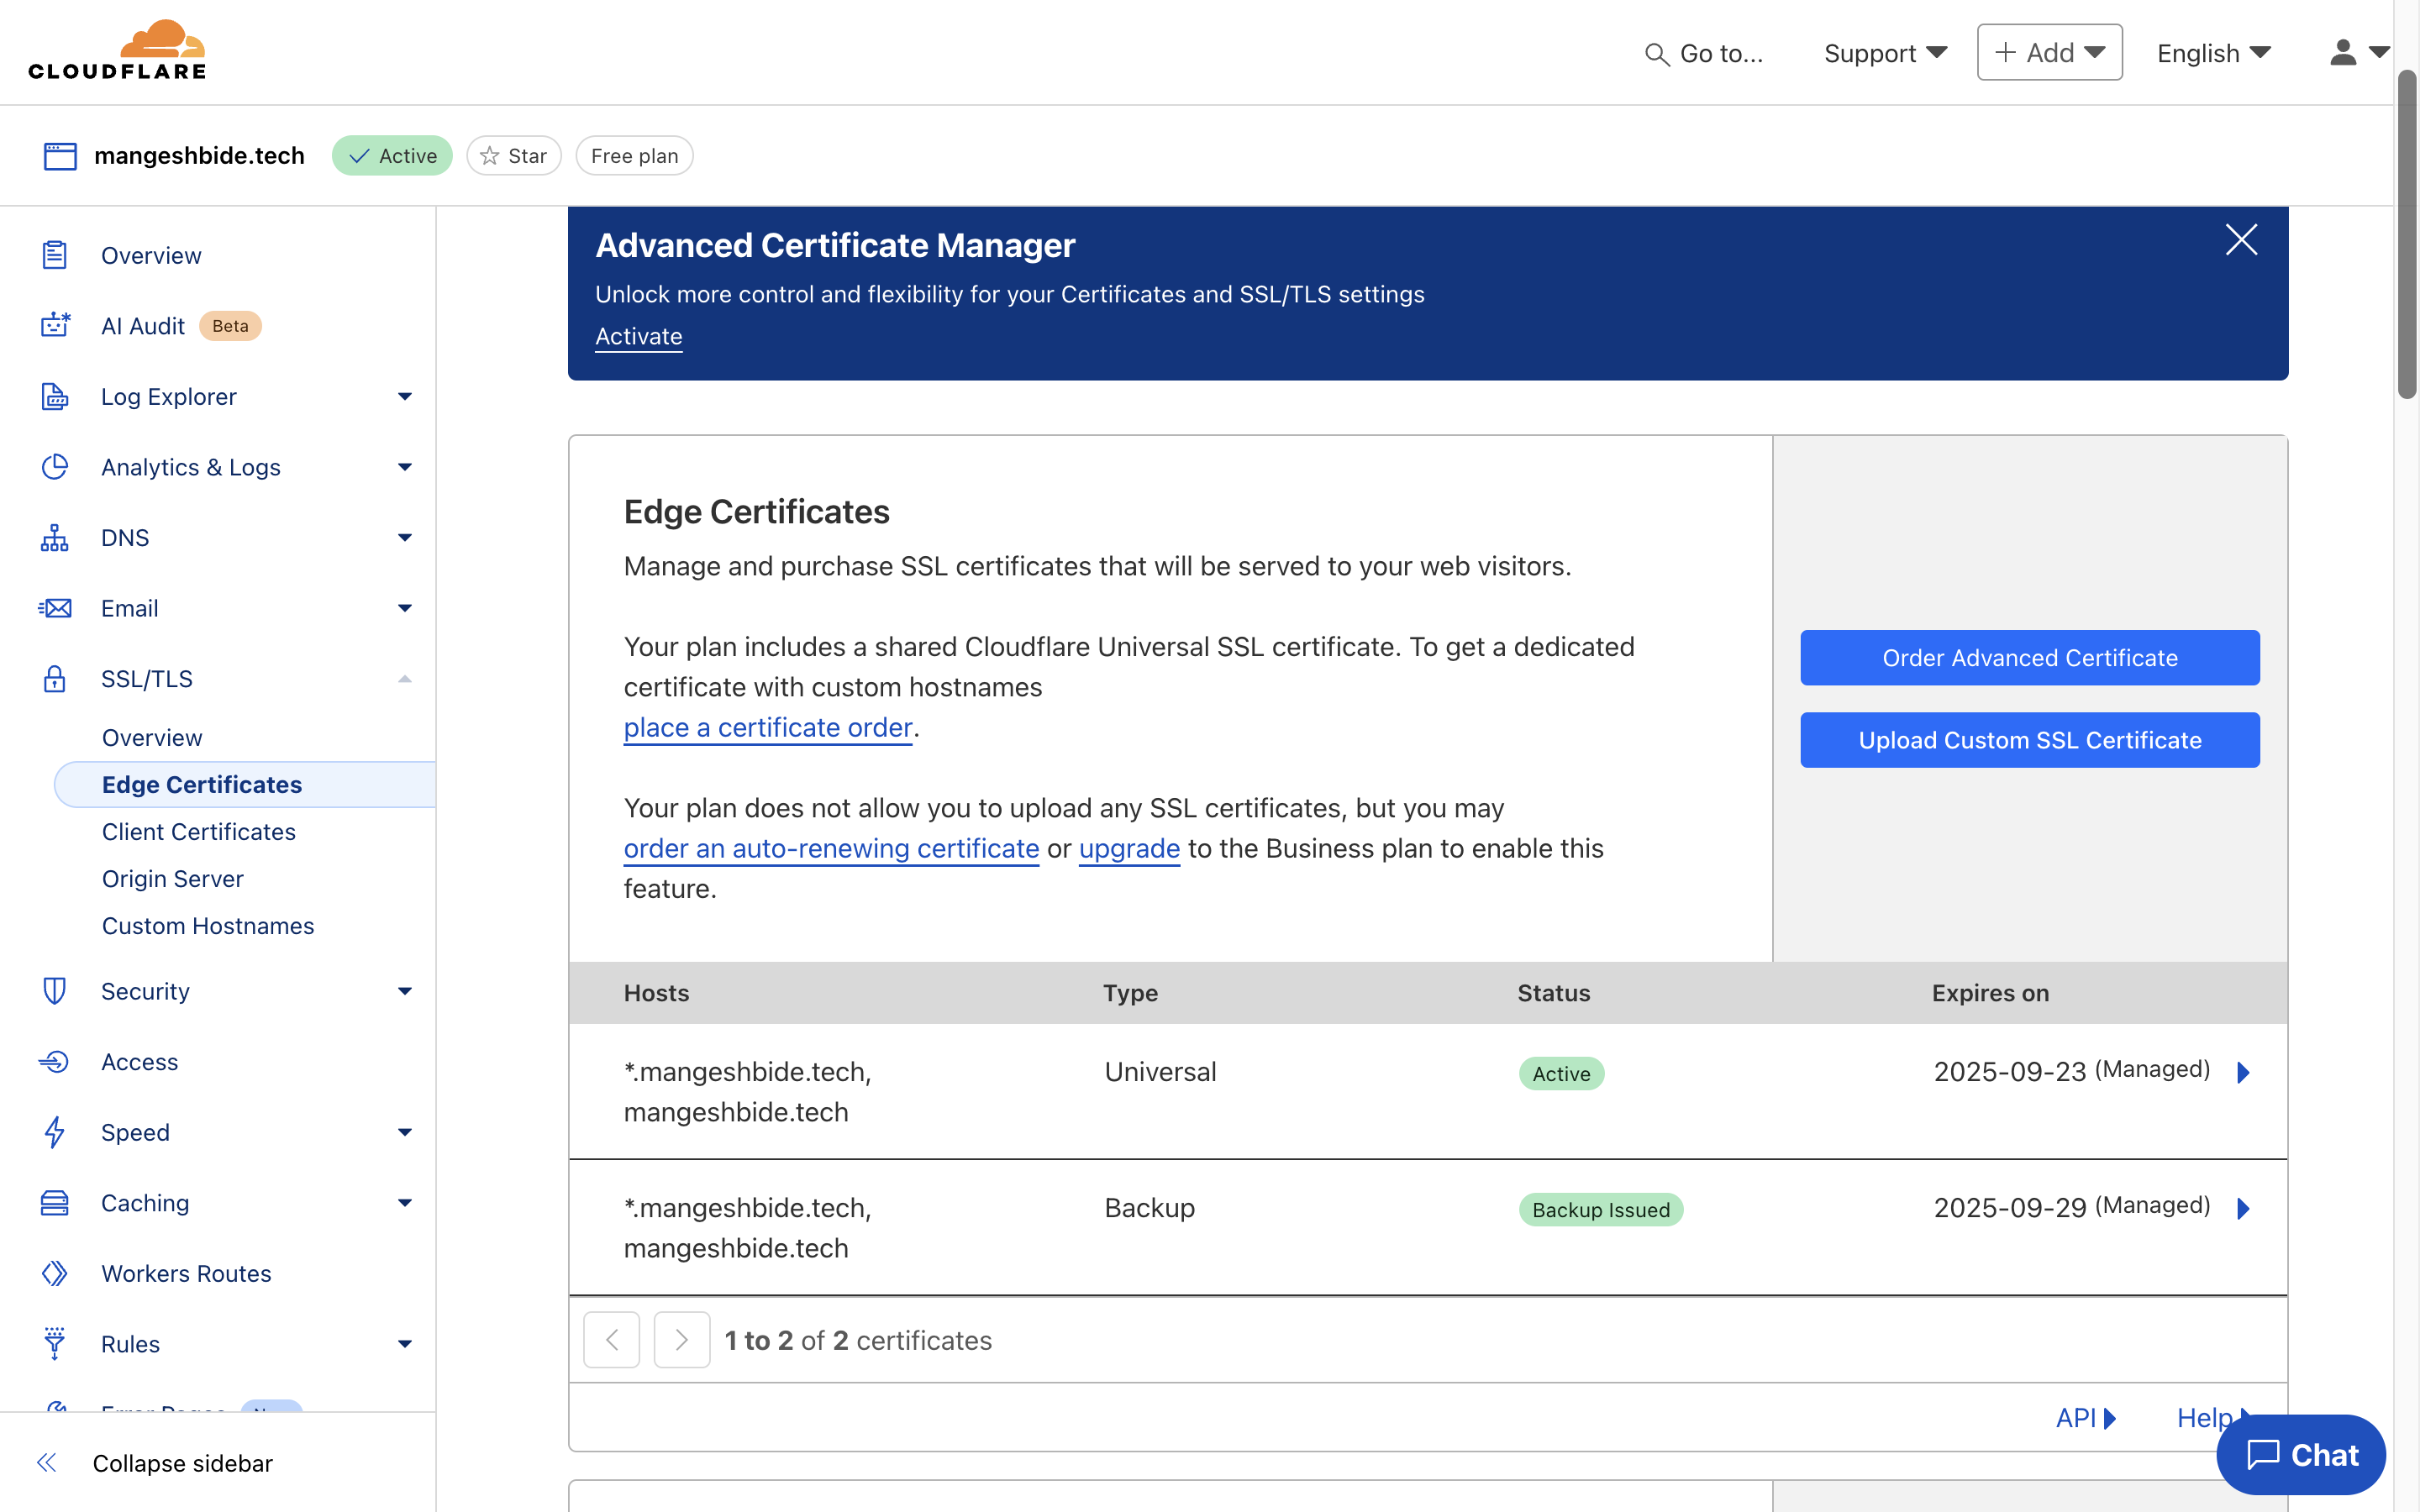 CLOUDFLARE
Go to...
Support
Add
English
mangeshbide.tech
Active
Star
Free plan
Overview
AI Audit Beta
Log Explorer
Analytics & Logs
DNS
Email
SSL/TLS
Overview
Edge Certificates
Client Certificates
Origin Server
Custom Hostnames
Security
Access
Speed
Caching
Workers Routes
Rules
Collapse sidebar
Advanced Certificate Manager
Unlock more control and flexibility for your Certificates and SSL/TLS settings
Activate
Edge Certificates
Manage and purchase SSL certificates that will be served to your web visitors.
Your plan includes a shared Cloudflare Universal SSL certificate. To get a dedicated
certificate with custom hostnames
place a certificate order.
Your plan does not allow you to upload any SSL certificates, but you may
order an auto-renewing certificate or upgrade to the Business plan to enable this
feature.
Order Advanced Certificate
Upload Custom SSL Certificate
Hosts Type Status Expires on
*.mangeshbide.tech, Universal Active 2025-09-23 (Managed)
mangeshbide.tech
*.mangeshbide.tech, Backup Backup Issued 2025-09-29 (Managed)
mangeshbide.tech
1 to 2 of 2 certificates
API Help
Chat